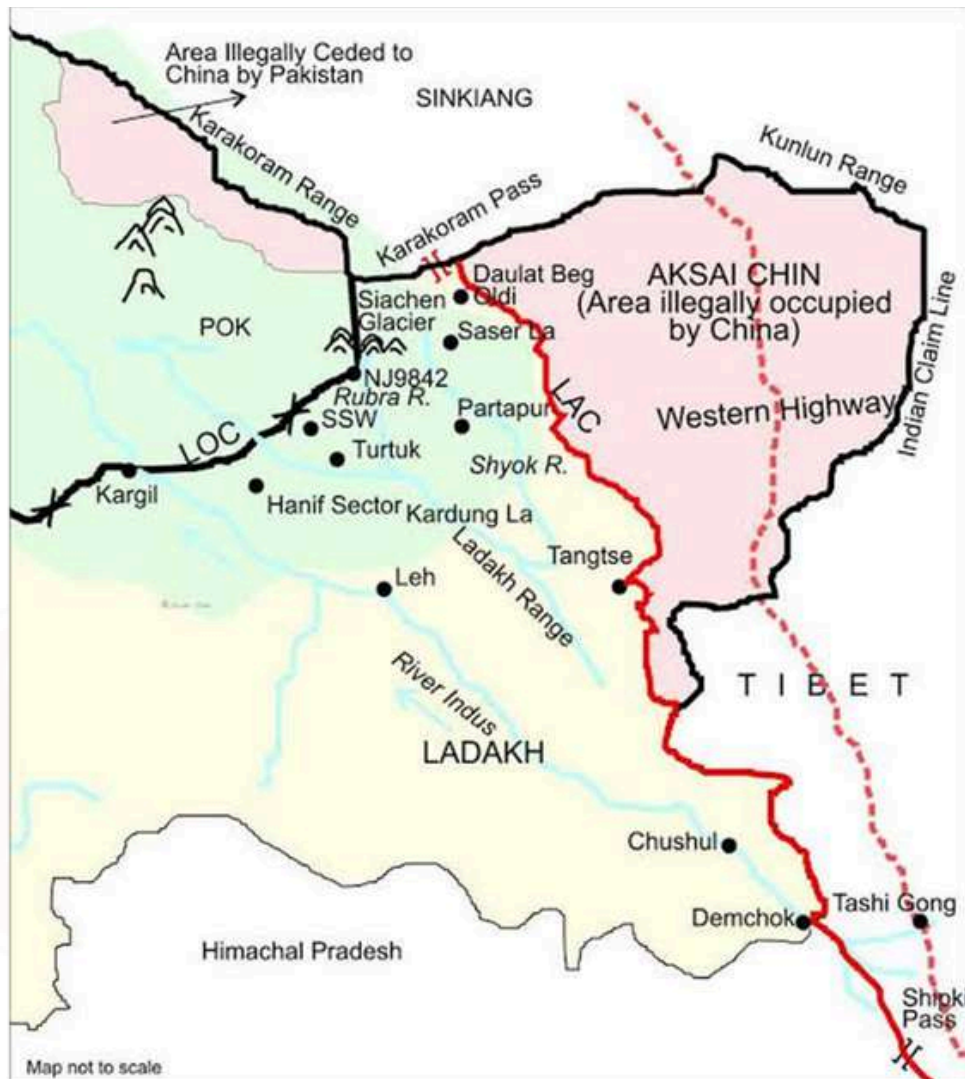 Area Illegally Ceded to
China by Pakistan
SINKIANG
Karakoram Range
Kunlun Range
Karakoram Pass
AKSAI CHIN
(Area illegally occupied
by China)
Daulat Beg
Oldi
Siachen
Glacier
Saser La
POK
NJ9842
Rubra R.
LAC
Indian Claim Line
Western Highway
LOC
SSW
Partapur
Turtuk
Shyok R.
Kargil
Hanif Sector
Kardung La
Tangtse
Leh
Ladakh Range
River Indus
TIBET
LADAKH
Chushul
Demchok
Tashi Gong
Himachal Pradesh
Shipki
Pass
Map not to scale